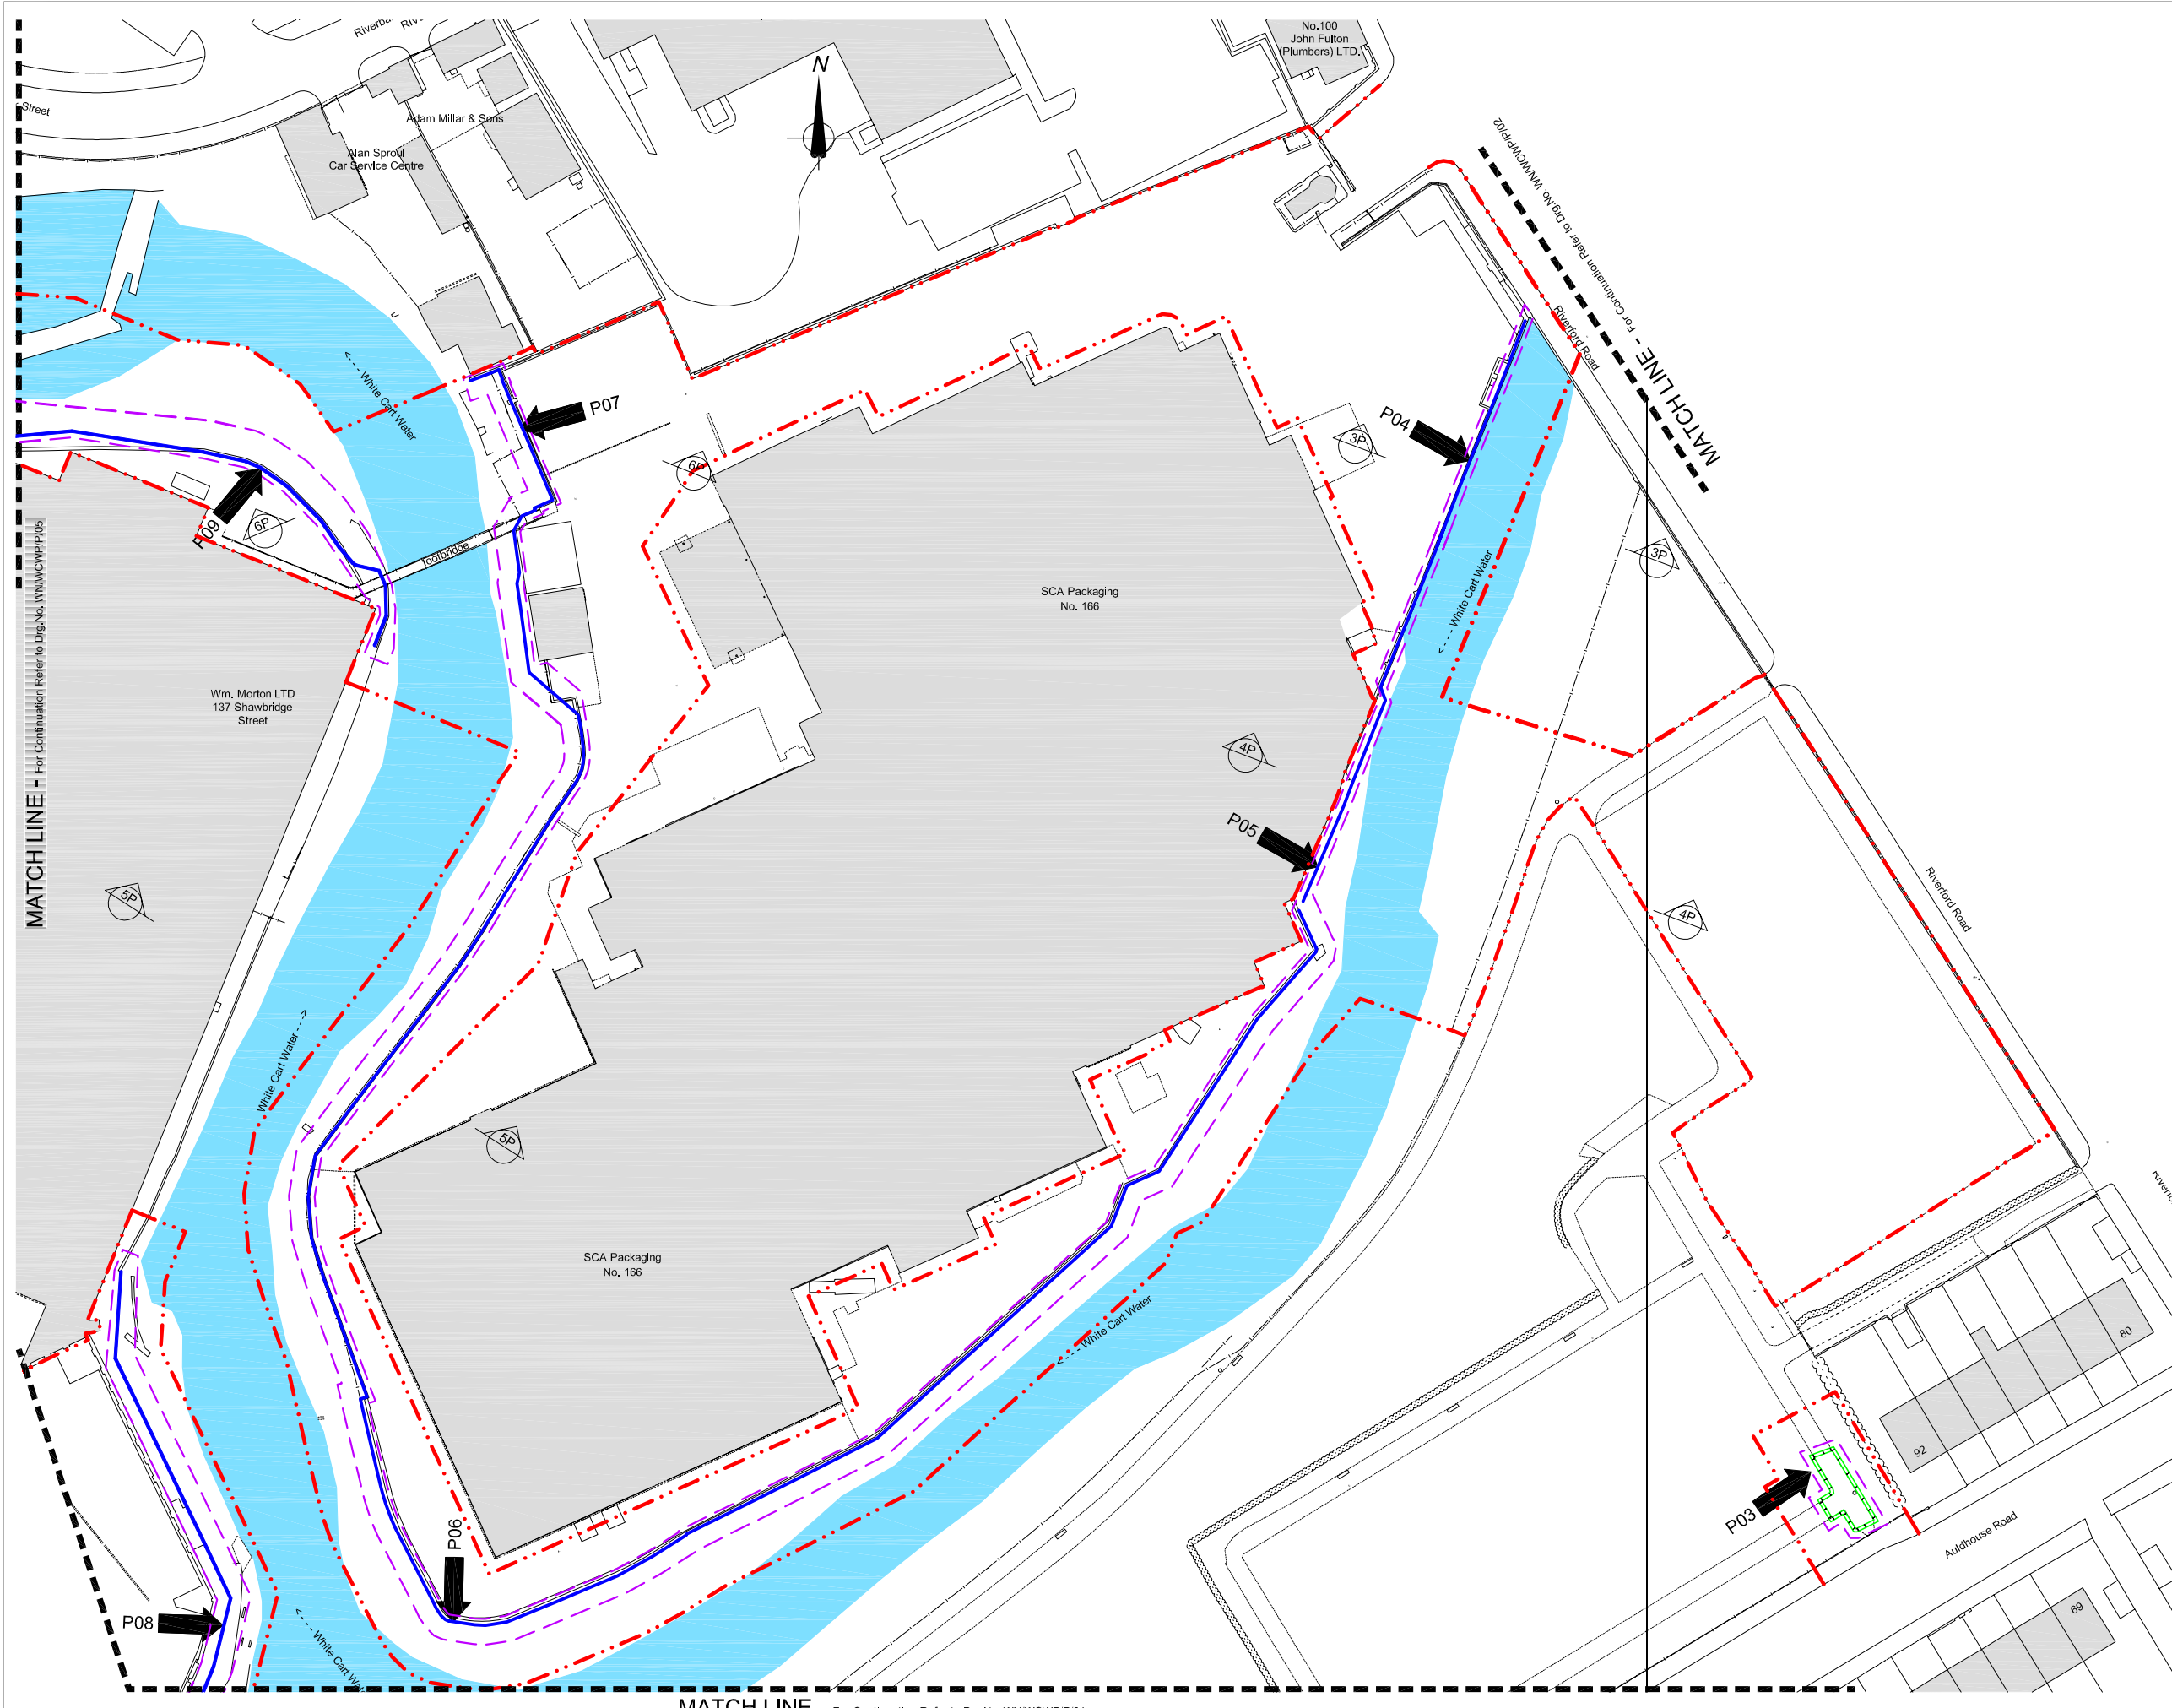 No.100
John Fulton
(Plumbers) LTD.
Street
Adam Millar & Sons
Alan Sproul
Car Service Centre
N
MATCH LINE - For Continuation Refer to Drg.No. WN/WCWP/P/02
Riverford Road
<--- White Cart Water
P07
P04
3P
6P
P09
6P
footbridge
3P
<--- White Cart Water
SCA Packaging
No. 166
Wm. Morton LTD
137 Shawbridge
Street
MATCH LINE - For Continuation Refer to Drg.No. WN/WCWP/P/05
4P
P05
5P
4P
Riverford Road
White Cart Water --->
5P
SCA Packaging
No. 166
<--- White Cart Water
80
92
P03
P06
Auldhouse Road
69
P08
<--- White Cart
MATCH LINE